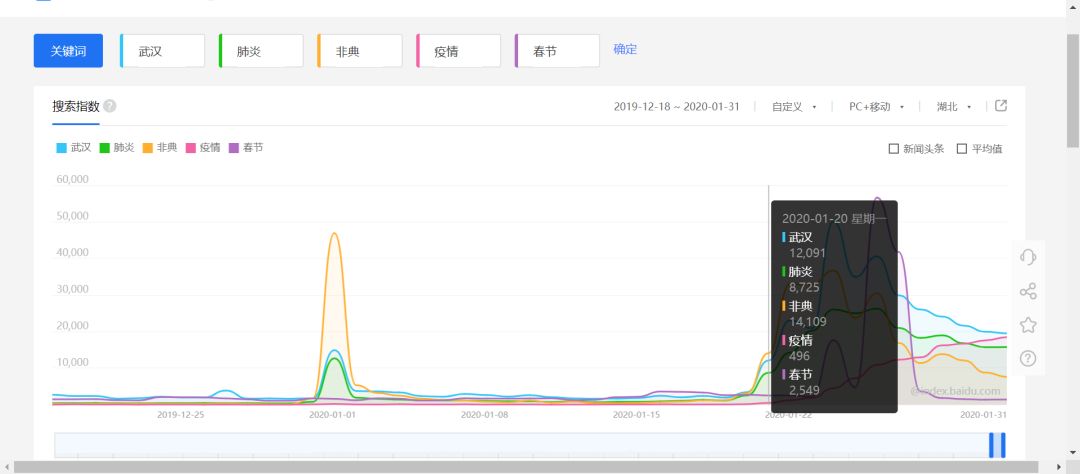 关键词 武汉 肺炎 非典 疫情 春节 确定
搜索指数 ? 2019-12-18 ~ 2020-01-31 自定义 PC+移动 湖北
武汉 肺炎 非典 疫情 春节 新闻头条 平均值
60,000
50,000
40,000
30,000
20,000
10,000
2020-01-20 星期一
武汉
12,091
肺炎
8,725
非典
14,109
疫情
496
春节
2,549
@index.baidu.com
2019-12-25 2020-01-01 2020-01-08 2020-01-15 2020-01-22 2020-01-31